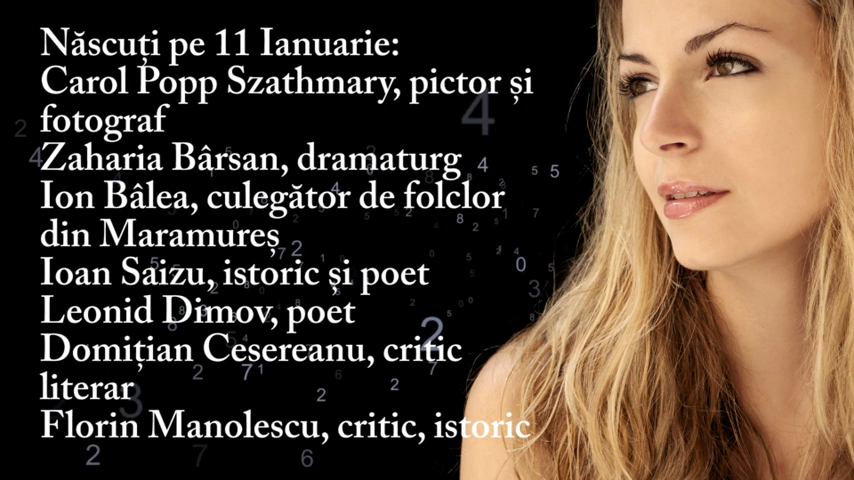 Născuți pe 11 Ianuarie:
Carol Popp Szathmary, pictor și
fotograf
Zaharia Bârsan, dramaturg
Ion Bâlea, culegător de folclor
din Maramureș
Ioan Saizu, istoric și poet
Leonid Dimov, poet
Domițian Cesereanu, critic
literar
Florin Manolescu, critic, istoric